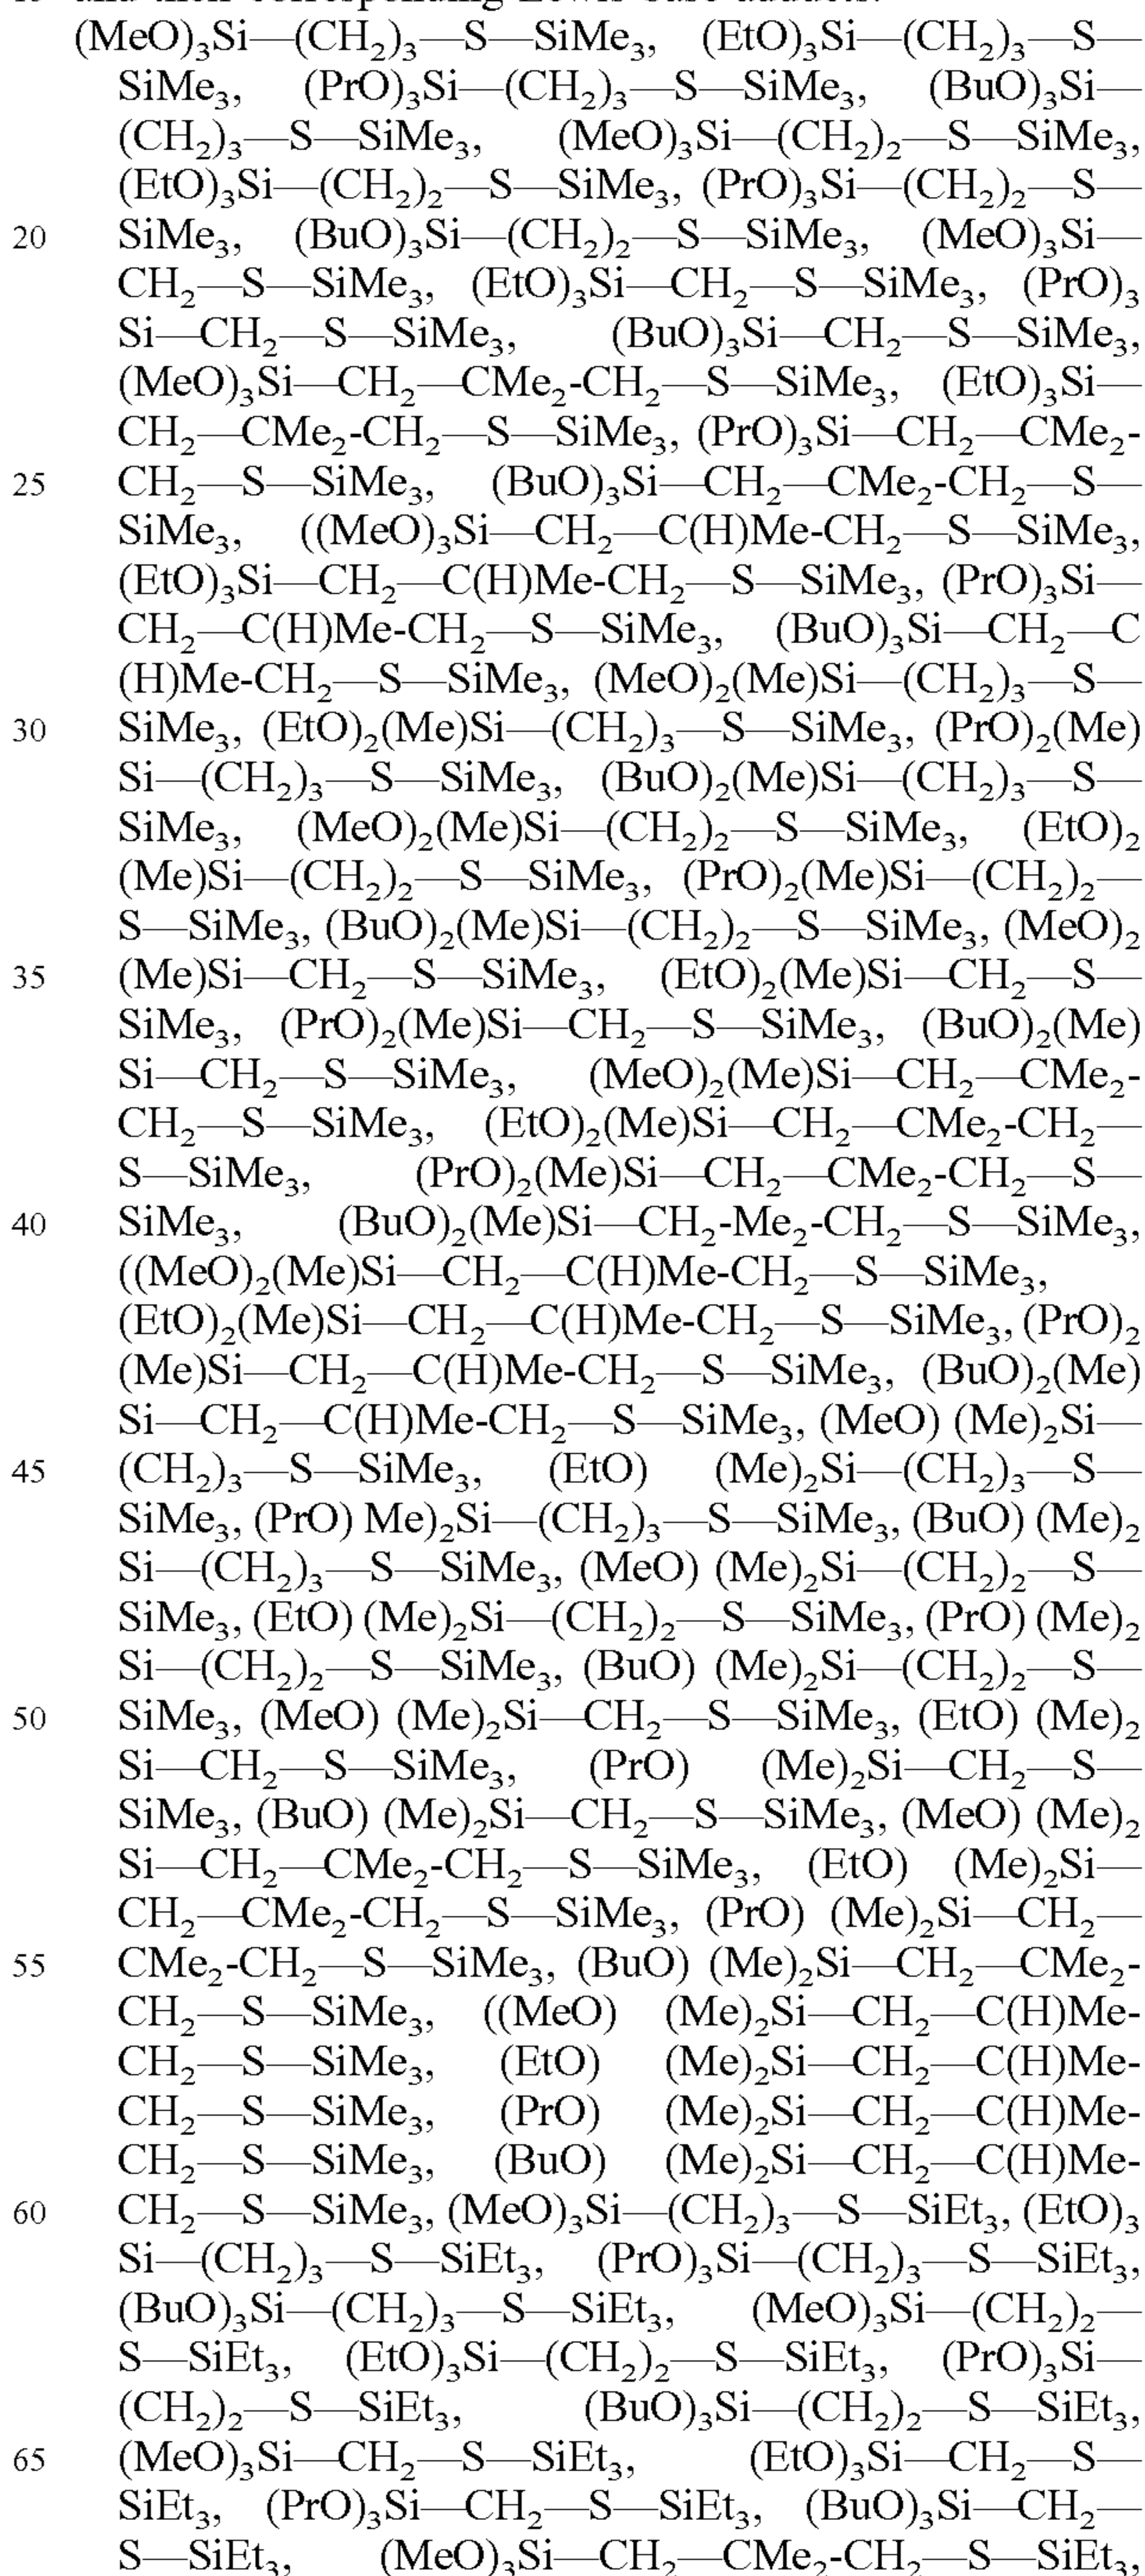 and their corresponding Lewis base adducts:
(MeO)₃Si—(CH₂)₃—S—SiMe₃, (EtO)₃Si—(CH₂)₃—S—
SiMe₃, (PrO)₃Si—(CH₂)₃—S—SiMe₃, (BuO)₃Si—
(CH₂)₃—S—SiMe₃, (MeO)₃Si—(CH₂)₂—S—SiMe₃,
(EtO)₃Si—(CH₂)₂—S—SiMe₃, (PrO)₃Si—(CH₂)₂—S—
20 SiMe₃, (BuO)₃Si—(CH₂)₂—S—SiMe₃, (MeO)₃Si—
CH₂—S—SiMe₃, (EtO)₃Si—CH₂—S—SiMe₃, (PrO)₃
Si—CH₂—S—SiMe₃, (BuO)₃Si—CH₂—S—SiMe₃,
(MeO)₃Si—CH₂—CMe₂-CH₂—S—SiMe₃, (EtO)₃Si—
CH₂—CMe₂-CH₂—S—SiMe₃, (PrO)₃Si—CH₂—CMe₂-
25 CH₂—S—SiMe₃, (BuO)₃Si—CH₂—CMe₂-CH₂—S—
SiMe₃, ((MeO)₃Si—CH₂—C(H)Me-CH₂—S—SiMe₃,
(EtO)₃Si—CH₂—C(H)Me-CH₂—S—SiMe₃, (PrO)₃Si—
CH₂—C(H)Me-CH₂—S—SiMe₃, (BuO)₃Si—CH₂—C
(H)Me-CH₂—S—SiMe₃, (MeO)₂(Me)Si—(CH₂)₃—S—
30 SiMe₃, (EtO)₂(Me)Si—(CH₂)₃—S—SiMe₃, (PrO)₂(Me)
Si—(CH₂)₃—S—SiMe₃, (BuO)₂(Me)Si—(CH₂)₃—S—
SiMe₃, (MeO)₂(Me)Si—(CH₂)₂—S—SiMe₃, (EtO)₂
(Me)Si—(CH₂)₂—S—SiMe₃, (PrO)₂(Me)Si—(CH₂)₂—
S—SiMe₃, (BuO)₂(Me)Si—(CH₂)₂—S—SiMe₃, (MeO)₂
35 (Me)Si—CH₂—S—SiMe₃, (EtO)₂(Me)Si—CH₂—S—
SiMe₃, (PrO)₂(Me)Si—CH₂—S—SiMe₃, (BuO)₂(Me)
Si—CH₂—S—SiMe₃, (MeO)₂(Me)Si—CH₂—CMe₂-
CH₂—S—SiMe₃, (EtO)₂(Me)Si—CH₂—CMe₂-CH₂—
S—SiMe₃, (PrO)₂(Me)Si—CH₂—CMe₂-CH₂—S—
40 SiMe₃, (BuO)₂(Me)Si—CH₂-Me₂-CH₂—S—SiMe₃,
((MeO)₂(Me)Si—CH₂—C(H)Me-CH₂—S—SiMe₃,
(EtO)₂(Me)Si—CH₂—C(H)Me-CH₂—S—SiMe₃, (PrO)₂
(Me)Si—CH₂—C(H)Me-CH₂—S—SiMe₃, (BuO)₂(Me)
Si—CH₂—C(H)Me-CH₂—S—SiMe₃, (MeO) (Me)₂Si—
45 (CH₂)₃—S—SiMe₃, (EtO) (Me)₂Si—(CH₂)₃—S—
SiMe₃, (PrO) Me)₂Si—(CH₂)₃—S—SiMe₃, (BuO) (Me)₂
Si—(CH₂)₃—S—SiMe₃, (MeO) (Me)₂Si—(CH₂)₂—S—
SiMe₃, (EtO) (Me)₂Si—(CH₂)₂—S—SiMe₃, (PrO) (Me)₂
Si—(CH₂)₂—S—SiMe₃, (BuO) (Me)₂Si—(CH₂)₂—S—
50 SiMe₃, (MeO) (Me)₂Si—CH₂—S—SiMe₃, (EtO) (Me)₂
Si—CH₂—S—SiMe₃, (PrO) (Me)₂Si—CH₂—S—
SiMe₃, (BuO) (Me)₂Si—CH₂—S—SiMe₃, (MeO) (Me)₂
Si—CH₂—CMe₂-CH₂—S—SiMe₃, (EtO) (Me)₂Si—
CH₂—CMe₂-CH₂—S—SiMe₃, (PrO) (Me)₂Si—CH₂—
55 CMe₂-CH₂—S—SiMe₃, (BuO) (Me)₂Si—CH₂—CMe₂-
CH₂—S—SiMe₃, ((MeO) (Me)₂Si—CH₂—C(H)Me-
CH₂—S—SiMe₃, (EtO) (Me)₂Si—CH₂—C(H)Me-
CH₂—S—SiMe₃, (PrO) (Me)₂Si—CH₂—C(H)Me-
CH₂—S—SiMe₃, (BuO) (Me)₂Si—CH₂—C(H)Me-
60 CH₂—S—SiMe₃, (MeO)₃Si—(CH₂)₃—S—SiEt₃, (EtO)₃
Si—(CH₂)₃—S—SiEt₃, (PrO)₃Si—(CH₂)₃—S—SiEt₃,
(BuO)₃Si—(CH₂)₃—S—SiEt₃, (MeO)₃Si—(CH₂)₂—
S—SiEt₃, (EtO)₃Si—(CH₂)₂—S—SiEt₃, (PrO)₃Si—
(CH₂)₂—S—SiEt₃, (BuO)₃Si—(CH₂)₂—S—SiEt₃,
65 (MeO)₃Si—CH₂—S—SiEt₃, (EtO)₃Si—CH₂—S—
SiEt₃, (PrO)₃Si—CH₂—S—SiEt₃, (BuO)₃Si—CH₂—
S—SiEt₃, (MeO)₃Si—CH₂—CMe₂-CH₂—S—SiEt₃,